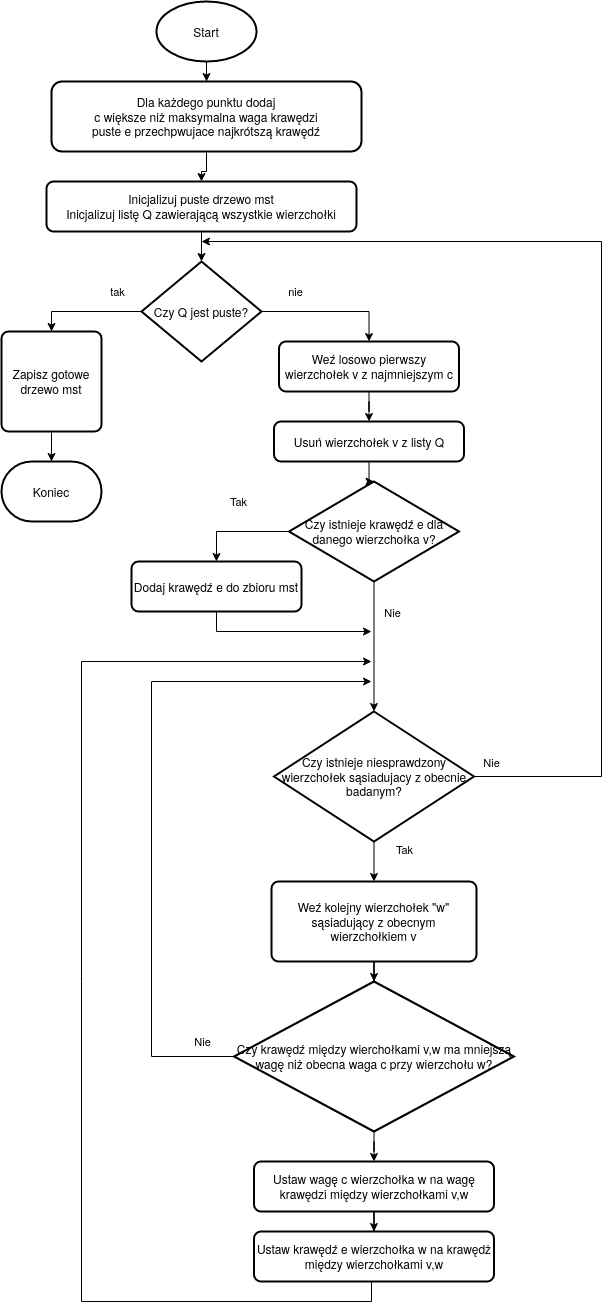 Start
Dla każdego punktu dodaj
c większe niż maksymalna waga krawędzi
puste e przechpwujace najkrótszą krawędź
Inicjalizuj puste drzewo mst
Inicjalizuj listę Q zawierającą wszystkie wierzchołki
tak
nie
Czy Q jest puste?
Zapisz gotowe
drzewo mst
Weź losowo pierwszy
wierzchołek v z najmniejszym c
Usuń wierzchołek v z listy Q
Koniec
Tak
Czy istnieje krawędź e dla
danego wierzchołka v?
Dodaj krawędź e do zbioru mst
Nie
Czy istnieje niesprawdzony
wierzchołek sąsiadujacy z obecnie
badanym?
Nie
Tak
Weź kolejny wierzchołek "w"
sąsiadujący z obecnym
wierzchołkiem v
Nie
Czy krawędź między wierchołkami v,w ma mniejszą
wagę niż obecna waga c przy wierzchołu w?
Ustaw wagę c wierzchołka w na wagę
krawędzi między wierzchołkami v,w
Ustaw krawędź e wierzchołka w na krawędż
między wierzchołkami v,w